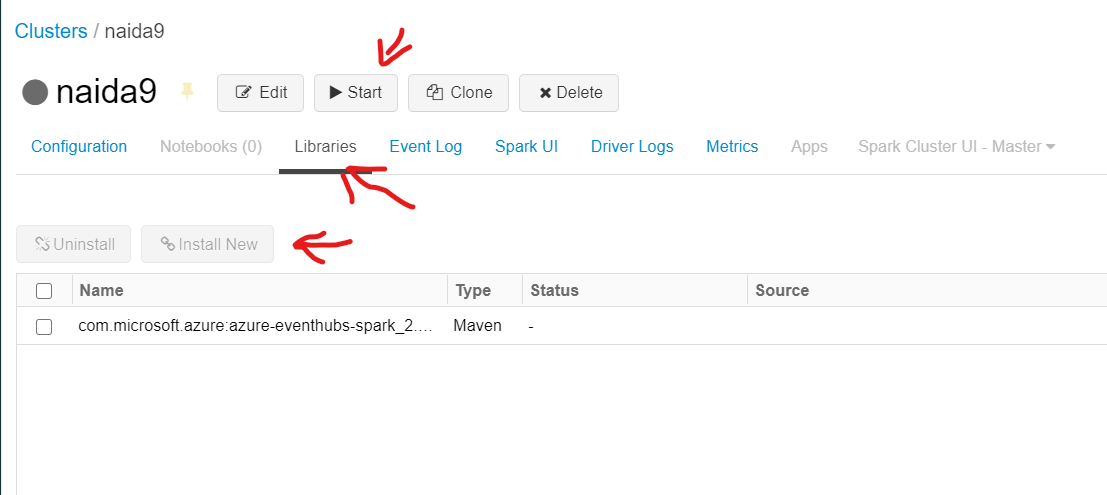 Clusters / naida9
naida9 Edit Start Clone Delete
Configuration Notebooks (0) Libraries Event Log Spark UI Driver Logs Metrics Apps Spark Cluster UI - Master
Uninstall Install New
Name Type Status Source
com.microsoft.azure:azure-eventhubs-spark_2.... Maven -